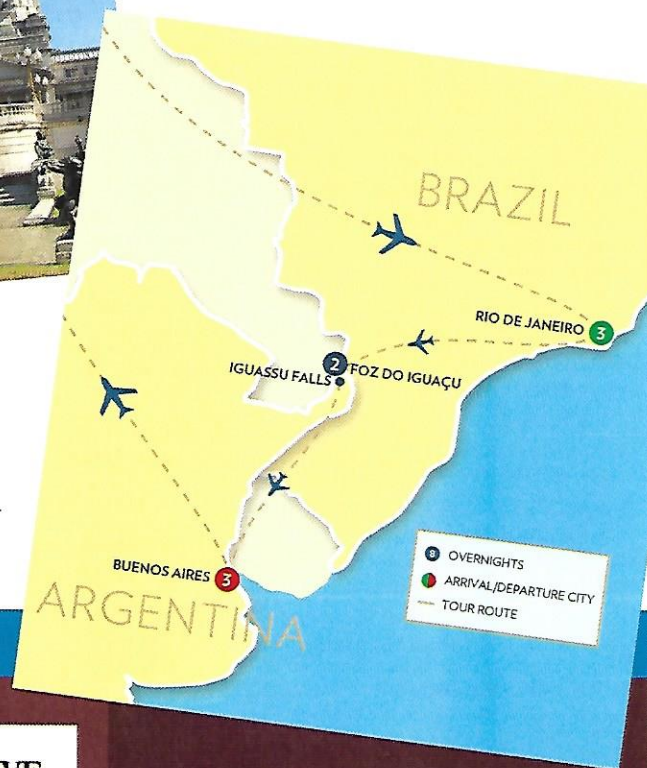 BRAZIL
RIO DE JANEIRO 3
2
IGUASSU FALLS
FOZ DO IGUAÇU
BUENOS AIRES 3
ARGENTINA
8 OVERNIGHTS
ARRIVAL/DEPARTURE CITY
TOUR ROUTE